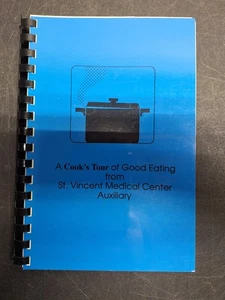 A Cook's Tour of Good Eating
from
St. Vincent Medical Center
Auxiliary